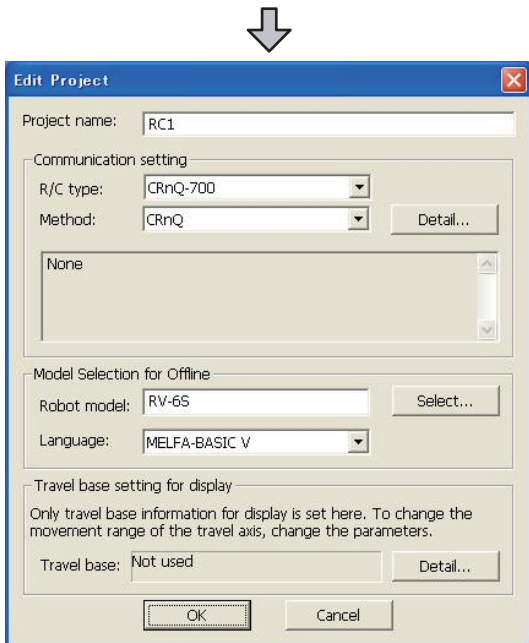 Edit Project
Project name: RC1
Communication setting
R/C type: CRnQ-700
Method: CRnQ Detail...
None
Model Selection for Offline
Robot model: RV-6S Select...
Language: MELFA-BASIC V
Travel base setting for display
Only travel base information for display is set here. To change the
movement range of the travel axis, change the parameters.
Travel base: Not used Detail...
OK Cancel